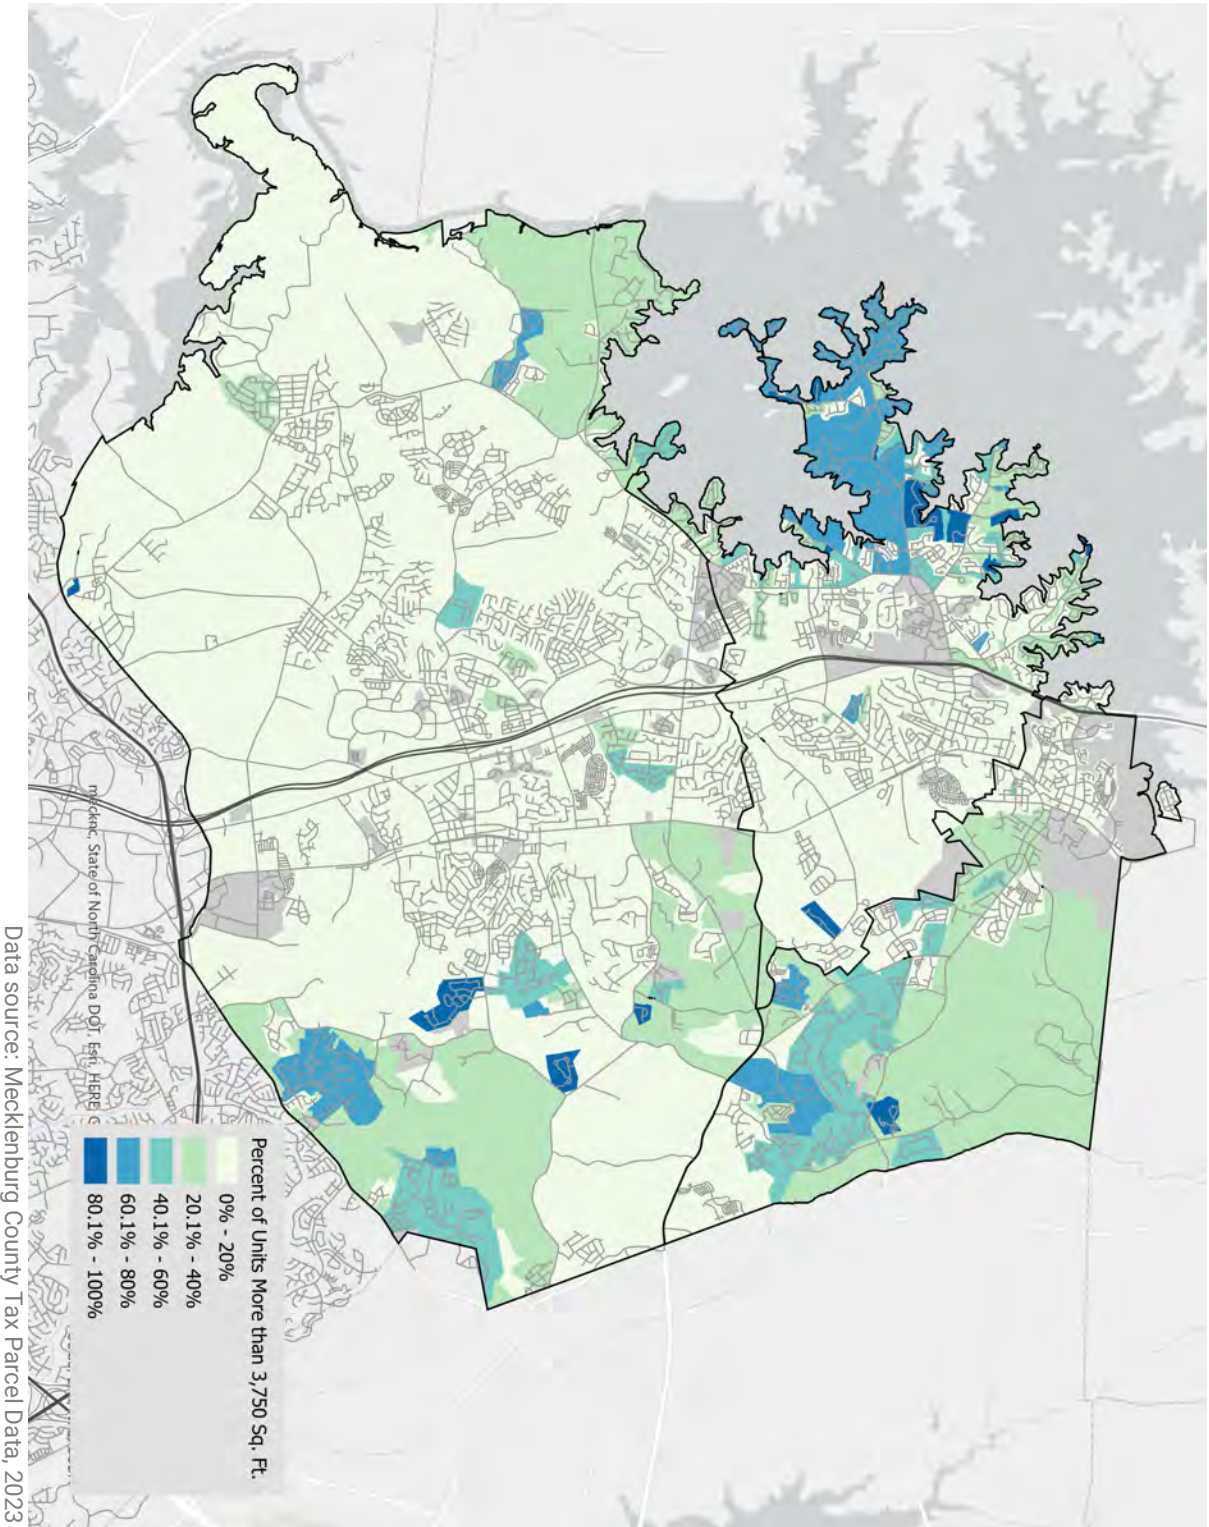 Percent of Units More than 3,750 Sq. Ft.
0% - 20%
20.1% - 40%
40.1% - 60%
60.1% - 80%
80.1% - 100%
mecknc, State of North Carolina DOT, Esri, HERE, G
Data source: Mecklenburg County Tax Parcel Data, 2023